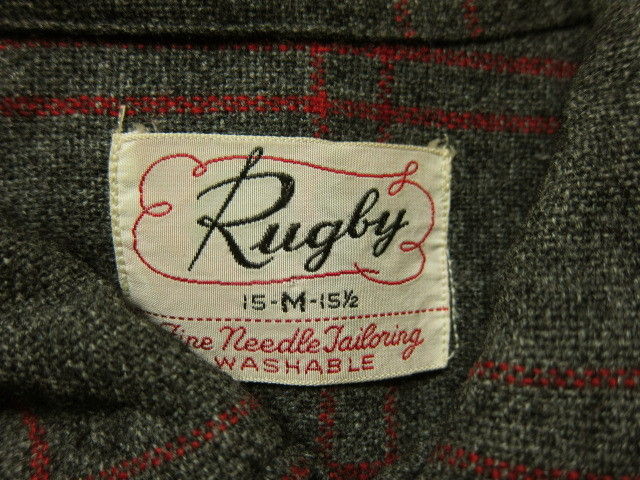 Rugby
15-M-15½
Fine Needle Tailoring
WASHABLE